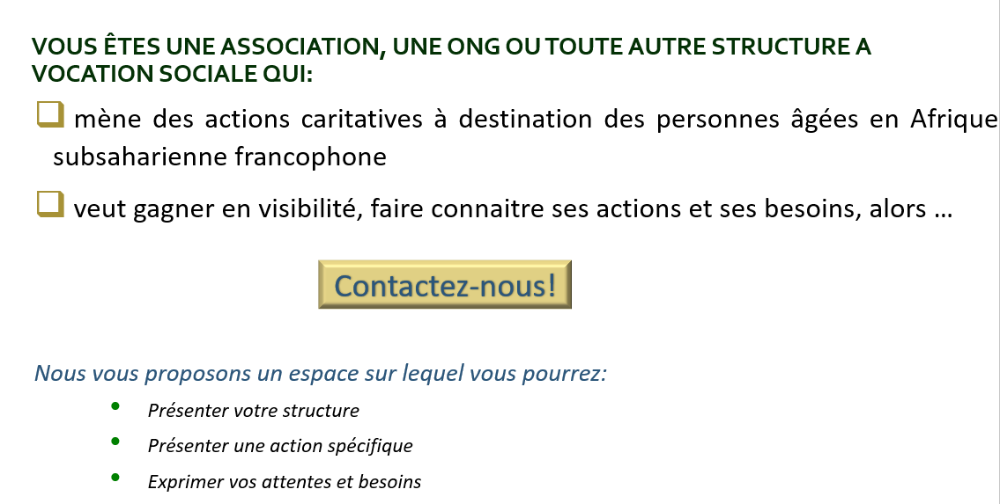 VOUS ÊTES UNE ASSOCIATION, UNE ONG OU TOUTE AUTRE STRUCTURE A
VOCATION SOCIALE QUI:
mène des actions caritatives à destination des personnes âgées en Afrique
subsaharienne francophone
veut gagner en visibilité, faire connaitre ses actions et ses besoins, alors …
Contactez-nous!
Nous vous proposons un espace sur lequel vous pourrez:
• Présenter votre structure
• Présenter une action spécifique
• Exprimer vos attentes et besoins